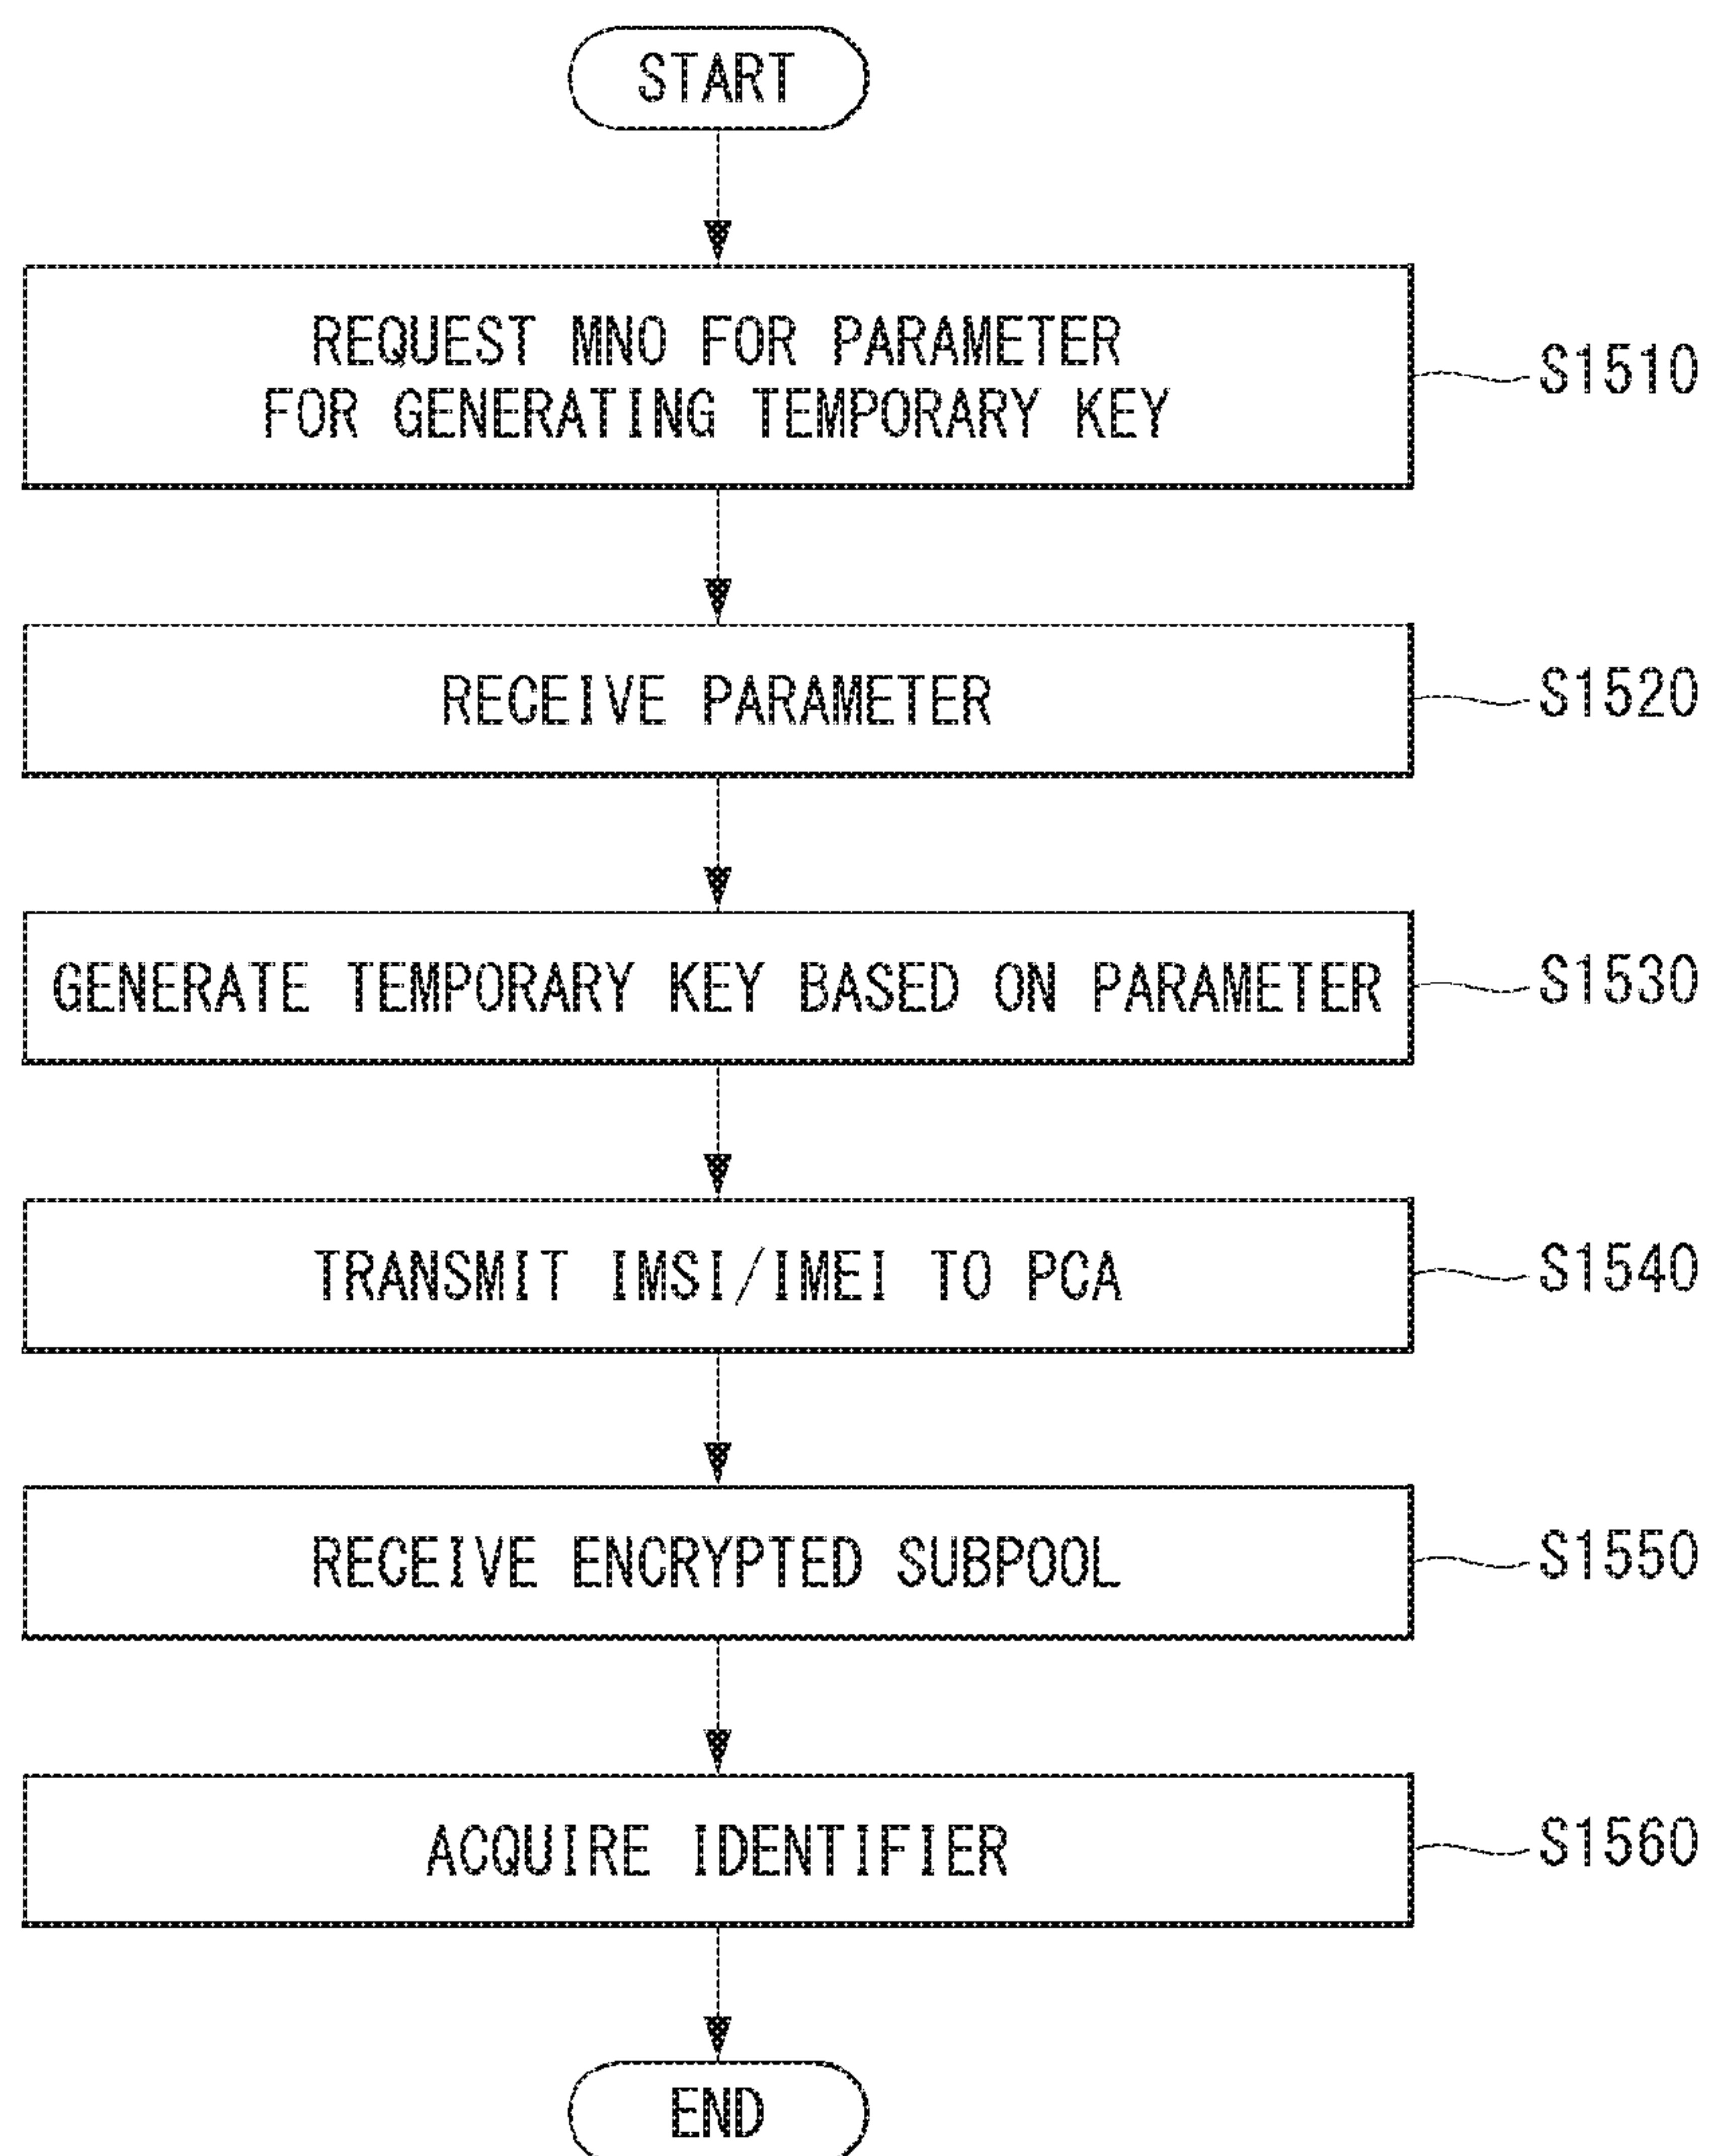 START
REQUEST MNO FOR PARAMETER
FOR GENERATING TEMPORARY KEY
S1510
RECEIVE PARAMETER
S1520
GENERATE TEMPORARY KEY BASED ON PARAMETER
S1530
TRANSMIT IMSI/IMEI TO PCA
S1540
RECEIVE ENCRYPTED SUBPOOL
S1550
ACQUIRE IDENTIFIER
S1560
END